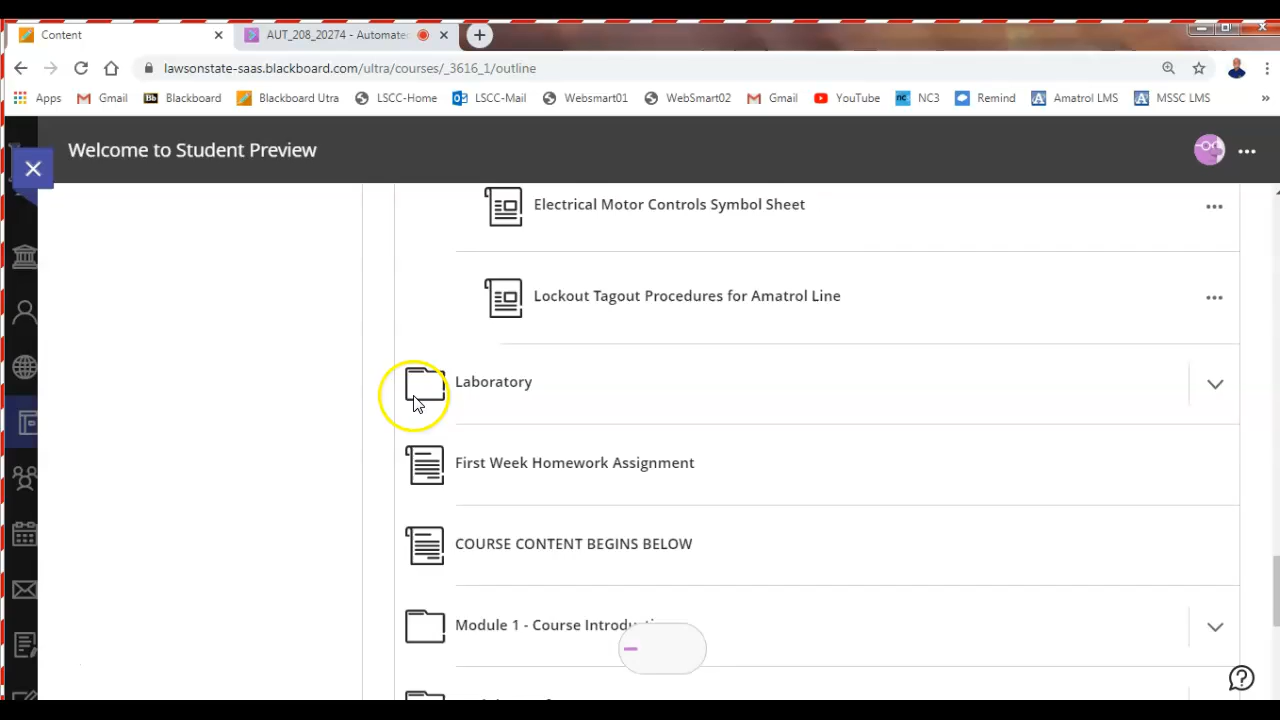 Content
AUT_208_20274 - Automate
lawsonstate-saas.blackboard.com/ultra/courses/_3616_1/outline
Apps Gmail Blackboard Blackboard Utra LSCC-Home LSCC-Mail Websmart01 WebSmart02 Gmail YouTube NC3 Remind Amatrol LMS MSSC LMS »
Welcome to Student Preview
Electrical Motor Controls Symbol Sheet
Lockout Tagout Procedures for Amatrol Line
Laboratory
First Week Homework Assignment
COURSE CONTENT BEGINS BELOW
Module 1 - Course